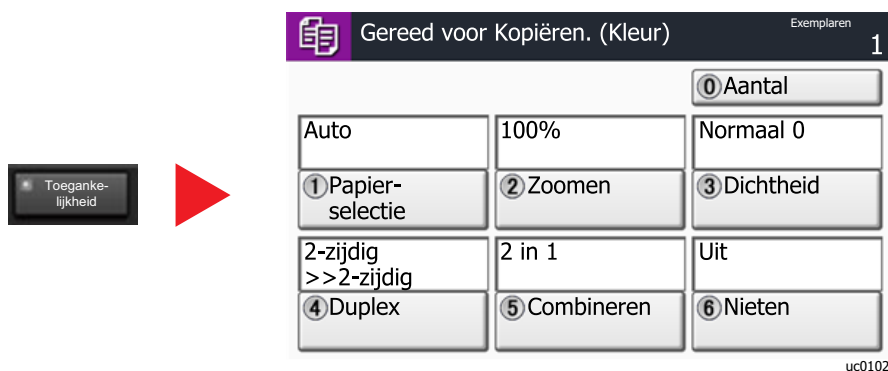 Gereed voor Kopiëren. (Kleur)
Exemplaren
1
0 Aantal
Auto
100%
Normaal 0
1 Papier-
selectie
2 Zoomen
3 Dichtheid
Toeganke-
lijkheid
2-zijdig
>>2-zijdig
2 in 1
Uit
4 Duplex
5 Combineren
6 Nieten
uc0102